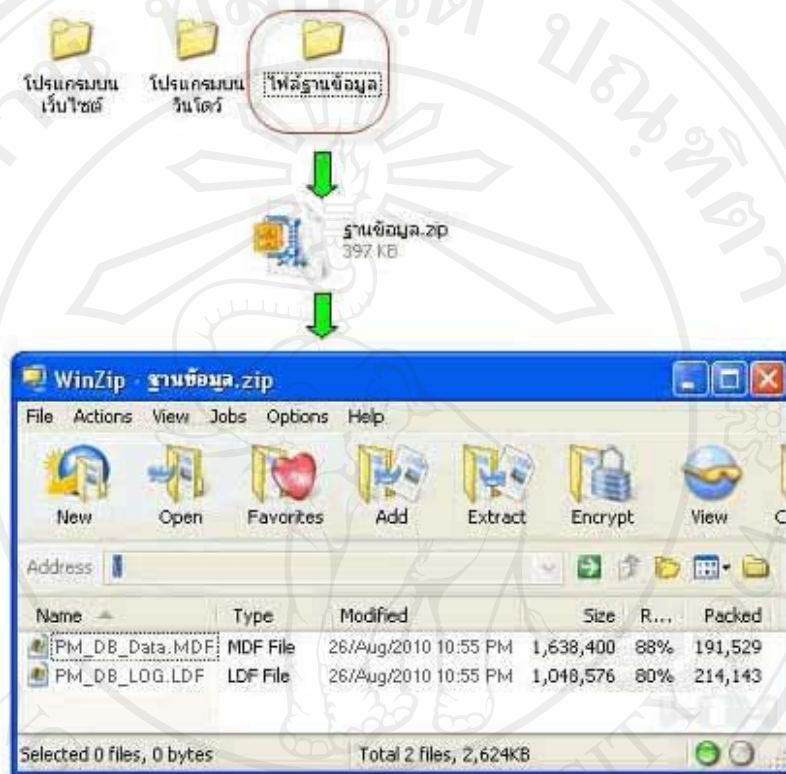 โปรแกรมบน
เว็บไซต์
โปรแกรมบน
วินโดว์
ไฟล์ฐานข้อมูล
ฐานข้อมูล.zip
397 KB
WinZip - ฐานข้อมูล.zip
File Actions View Jobs Options Help
New Open Favorites Add Extract Encrypt View
Address
Name Type Modified Size R... Packed
PM_DB_Data.MDF MDF File 26/Aug/2010 10:55 PM 1,638,400 88% 191,529
PM_DB_LOG.LDF LDF File 26/Aug/2010 10:55 PM 1,048,576 80% 214,143
Selected 0 files, 0 bytes Total 2 files, 2,624KB